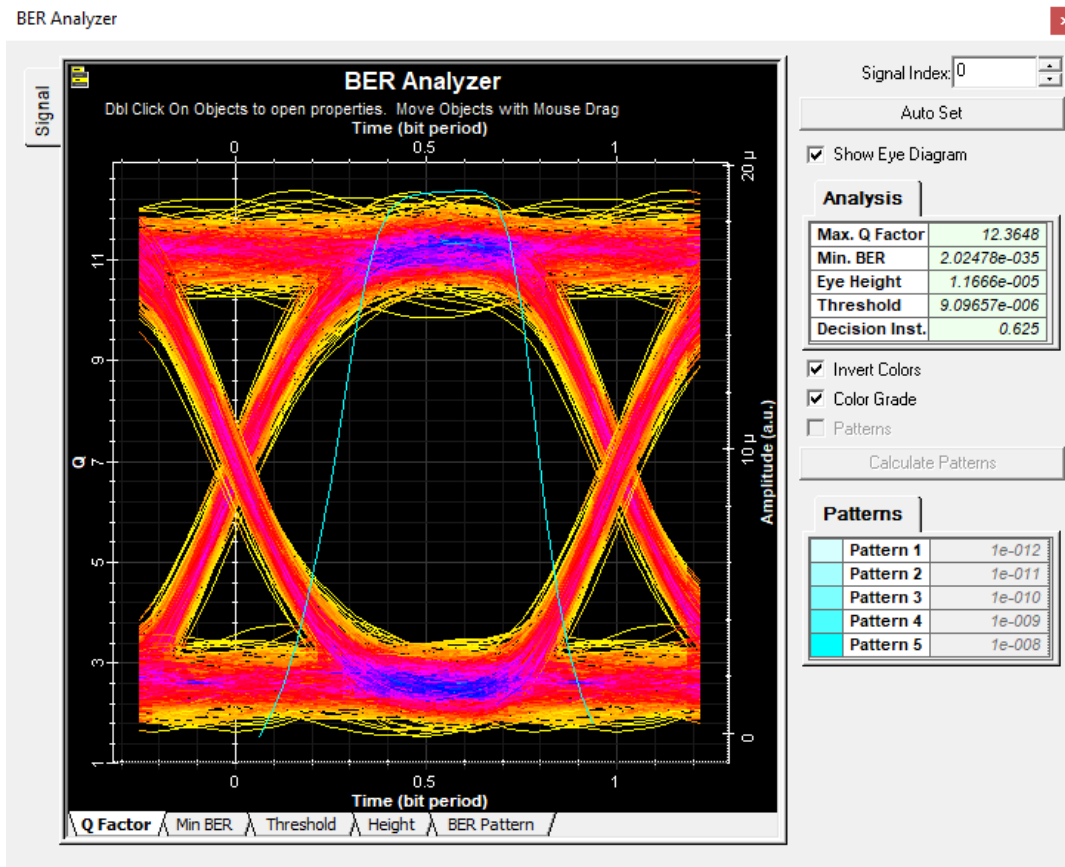 BER Analyzer
Signal
BER Analyzer
Dbl Click On Objects to open properties.  Move Objects with Mouse Drag
Time (bit period)
0 0.5 1
20 µ
10 µ
0
Amplitude (a.u.)
11
9
7
5
3
1
Q
0 0.5 1
Time (bit period)
Q Factor Min BER Threshold Height BER Pattern
Signal Index: 0
Auto Set
Show Eye Diagram
Analysis
Max. Q Factor 12.3648
Min. BER 2.02478e-035
Eye Height 1.1666e-005
Threshold 9.09657e-006
Decision Inst. 0.625
Invert Colors
Color Grade
Patterns
Calculate Patterns
Patterns
Pattern 1 1e-012
Pattern 2 1e-011
Pattern 3 1e-010
Pattern 4 1e-009
Pattern 5 1e-008